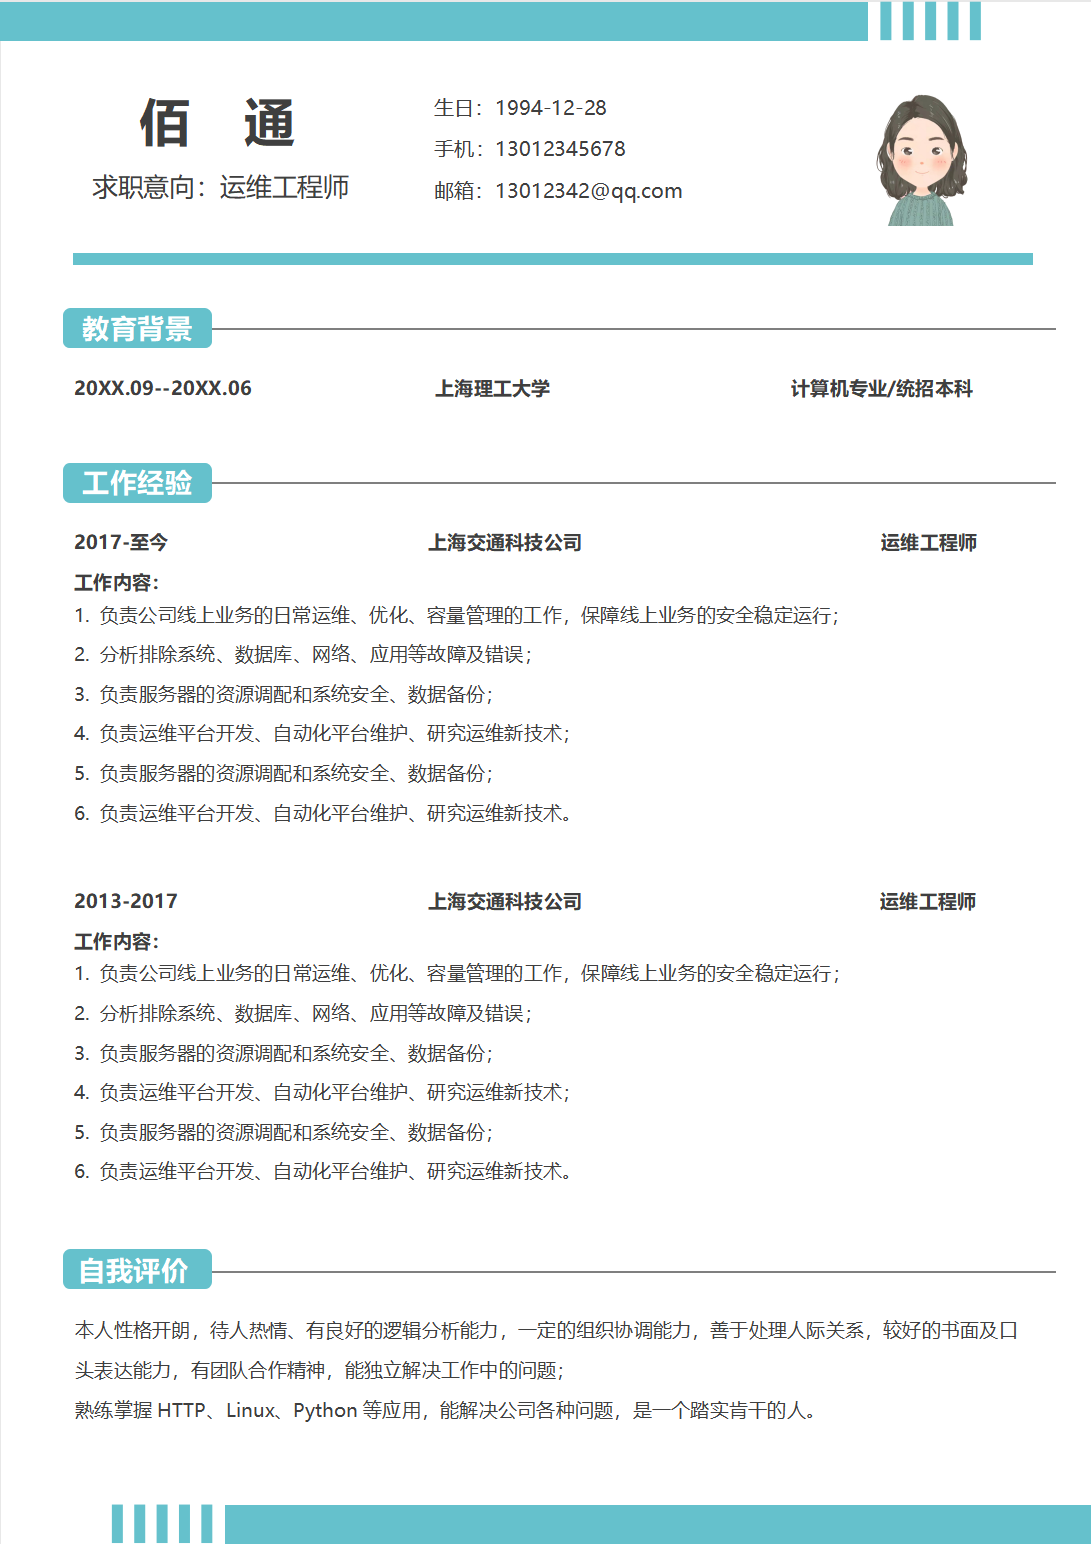 佰 通
求职意向：运维工程师
生日：1994-12-28
手机：13012345678
邮箱：13012342@qq.com
教育背景
20XX.09--20XX.06 上海理工大学 计算机专业/统招本科
工作经验
2017-至今 上海交通科技公司 运维工程师
工作内容：
1. 负责公司线上业务的日常运维、优化、容量管理的工作，保障线上业务的安全稳定运行；
2. 分析排除系统、数据库、网络、应用等故障及错误；
3. 负责服务器的资源调配和系统安全、数据备份；
4. 负责运维平台开发、自动化平台维护、研究运维新技术；
5. 负责服务器的资源调配和系统安全、数据备份；
6. 负责运维平台开发、自动化平台维护、研究运维新技术。
2013-2017 上海交通科技公司 运维工程师
工作内容：
1. 负责公司线上业务的日常运维、优化、容量管理的工作，保障线上业务的安全稳定运行；
2. 分析排除系统、数据库、网络、应用等故障及错误；
3. 负责服务器的资源调配和系统安全、数据备份；
4. 负责运维平台开发、自动化平台维护、研究运维新技术；
5. 负责服务器的资源调配和系统安全、数据备份；
6. 负责运维平台开发、自动化平台维护、研究运维新技术。
自我评价
本人性格开朗，待人热情、有良好的逻辑分析能力，一定的组织协调能力，善于处理人际关系，较好的书面及口
头表达能力，有团队合作精神，能独立解决工作中的问题；
熟练掌握 HTTP、Linux、Python 等应用，能解决公司各种问题，是一个踏实肯干的人。